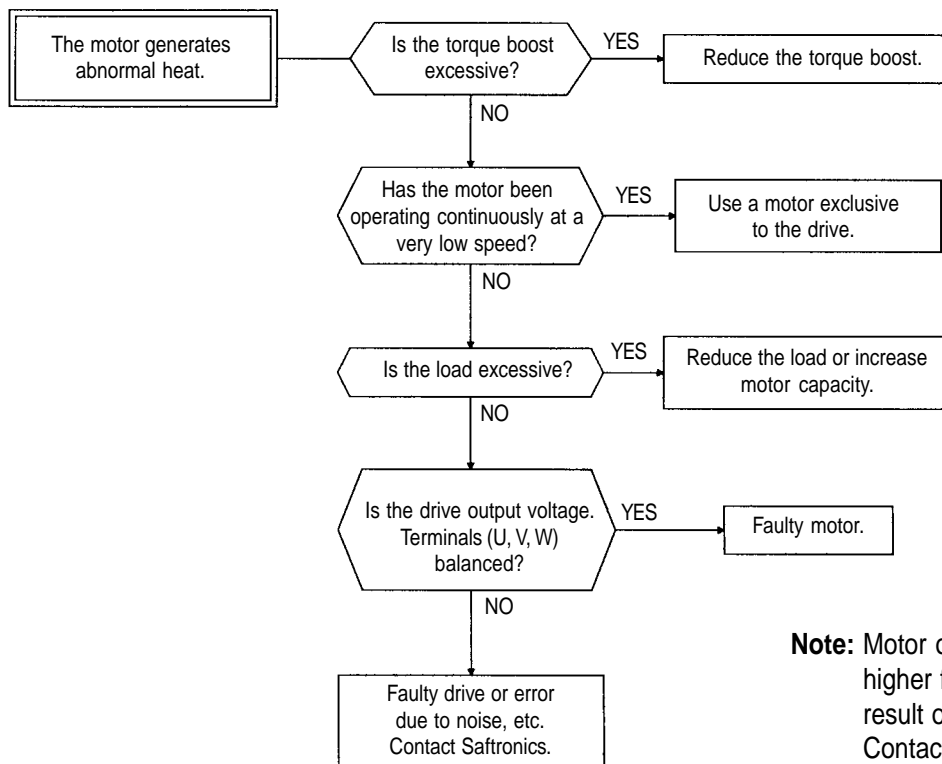 The motor generates
abnormal heat.
Is the torque boost
excessive?
YES
Reduce the torque boost.
NO
Has the motor been
operating continuously at a
very low speed?
YES
Use a motor exclusive
to the drive.
NO
Is the load excessive?
YES
Reduce the load or increase
motor capacity.
NO
Is the drive output voltage.
Terminals (U, V, W)
balanced?
YES
Faulty motor.
NO
Faulty drive or error
due to noise, etc.
Contact Saftronics.
Note: Motor
higher
result